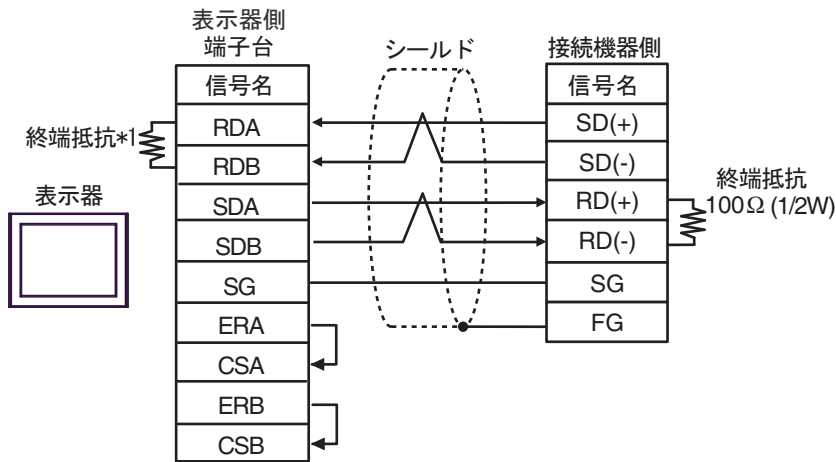 表示器側
端子台
シールド
接続機器側
信号名
信号名
RDA
SD(+)
終端抵抗*1
RDB
SD(-)
表示器
SDA
RD(+)
終端抵抗
100Ω (1/2W)
SDB
RD(-)
SG
SG
ERA
FG
CSA
ERB
CSB